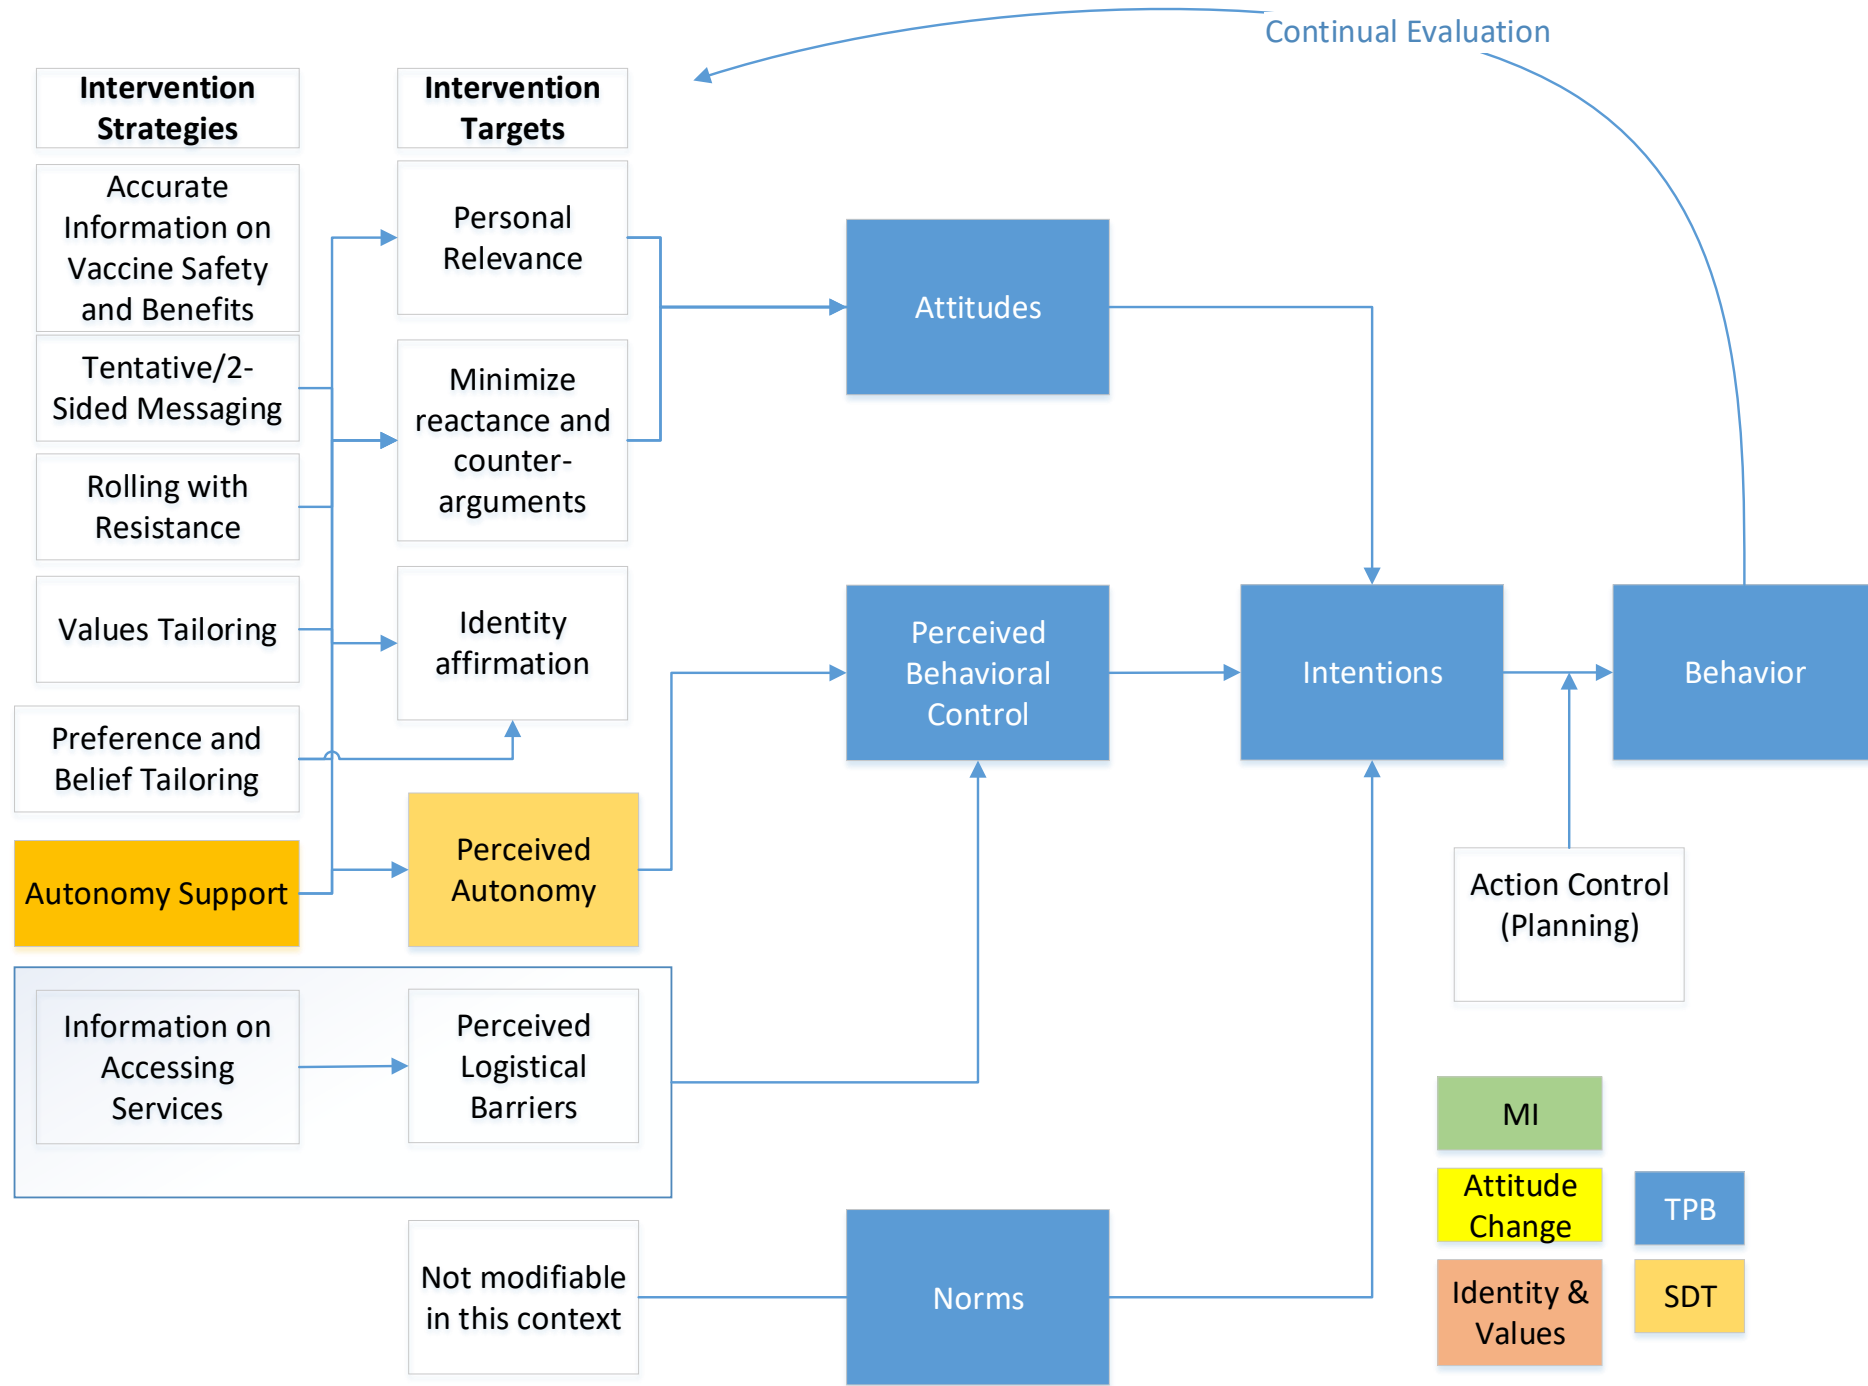 Continual Evaluation
Intervention
Strategies
Intervention
Targets
Accurate
Information on
Vaccine Safety
and Benefits
Tentative/2-
Sided Messaging
Rolling with
Resistance
Values Tailoring
Preference and
Belief Tailoring
Autonomy Support
Information on
Accessing
Services
Personal
Relevance
Minimize
reactance and
counter-
arguments
Identity
affirmation
Perceived
Autonomy
Perceived
Logistical
Barriers
Not modifiable
in this context
Attitudes
Perceived
Behavioral
Control
Norms
Intentions
Behavior
Action Control
(Planning)
MI
Attitude
Change
Identity &
Values
TPB
SDT